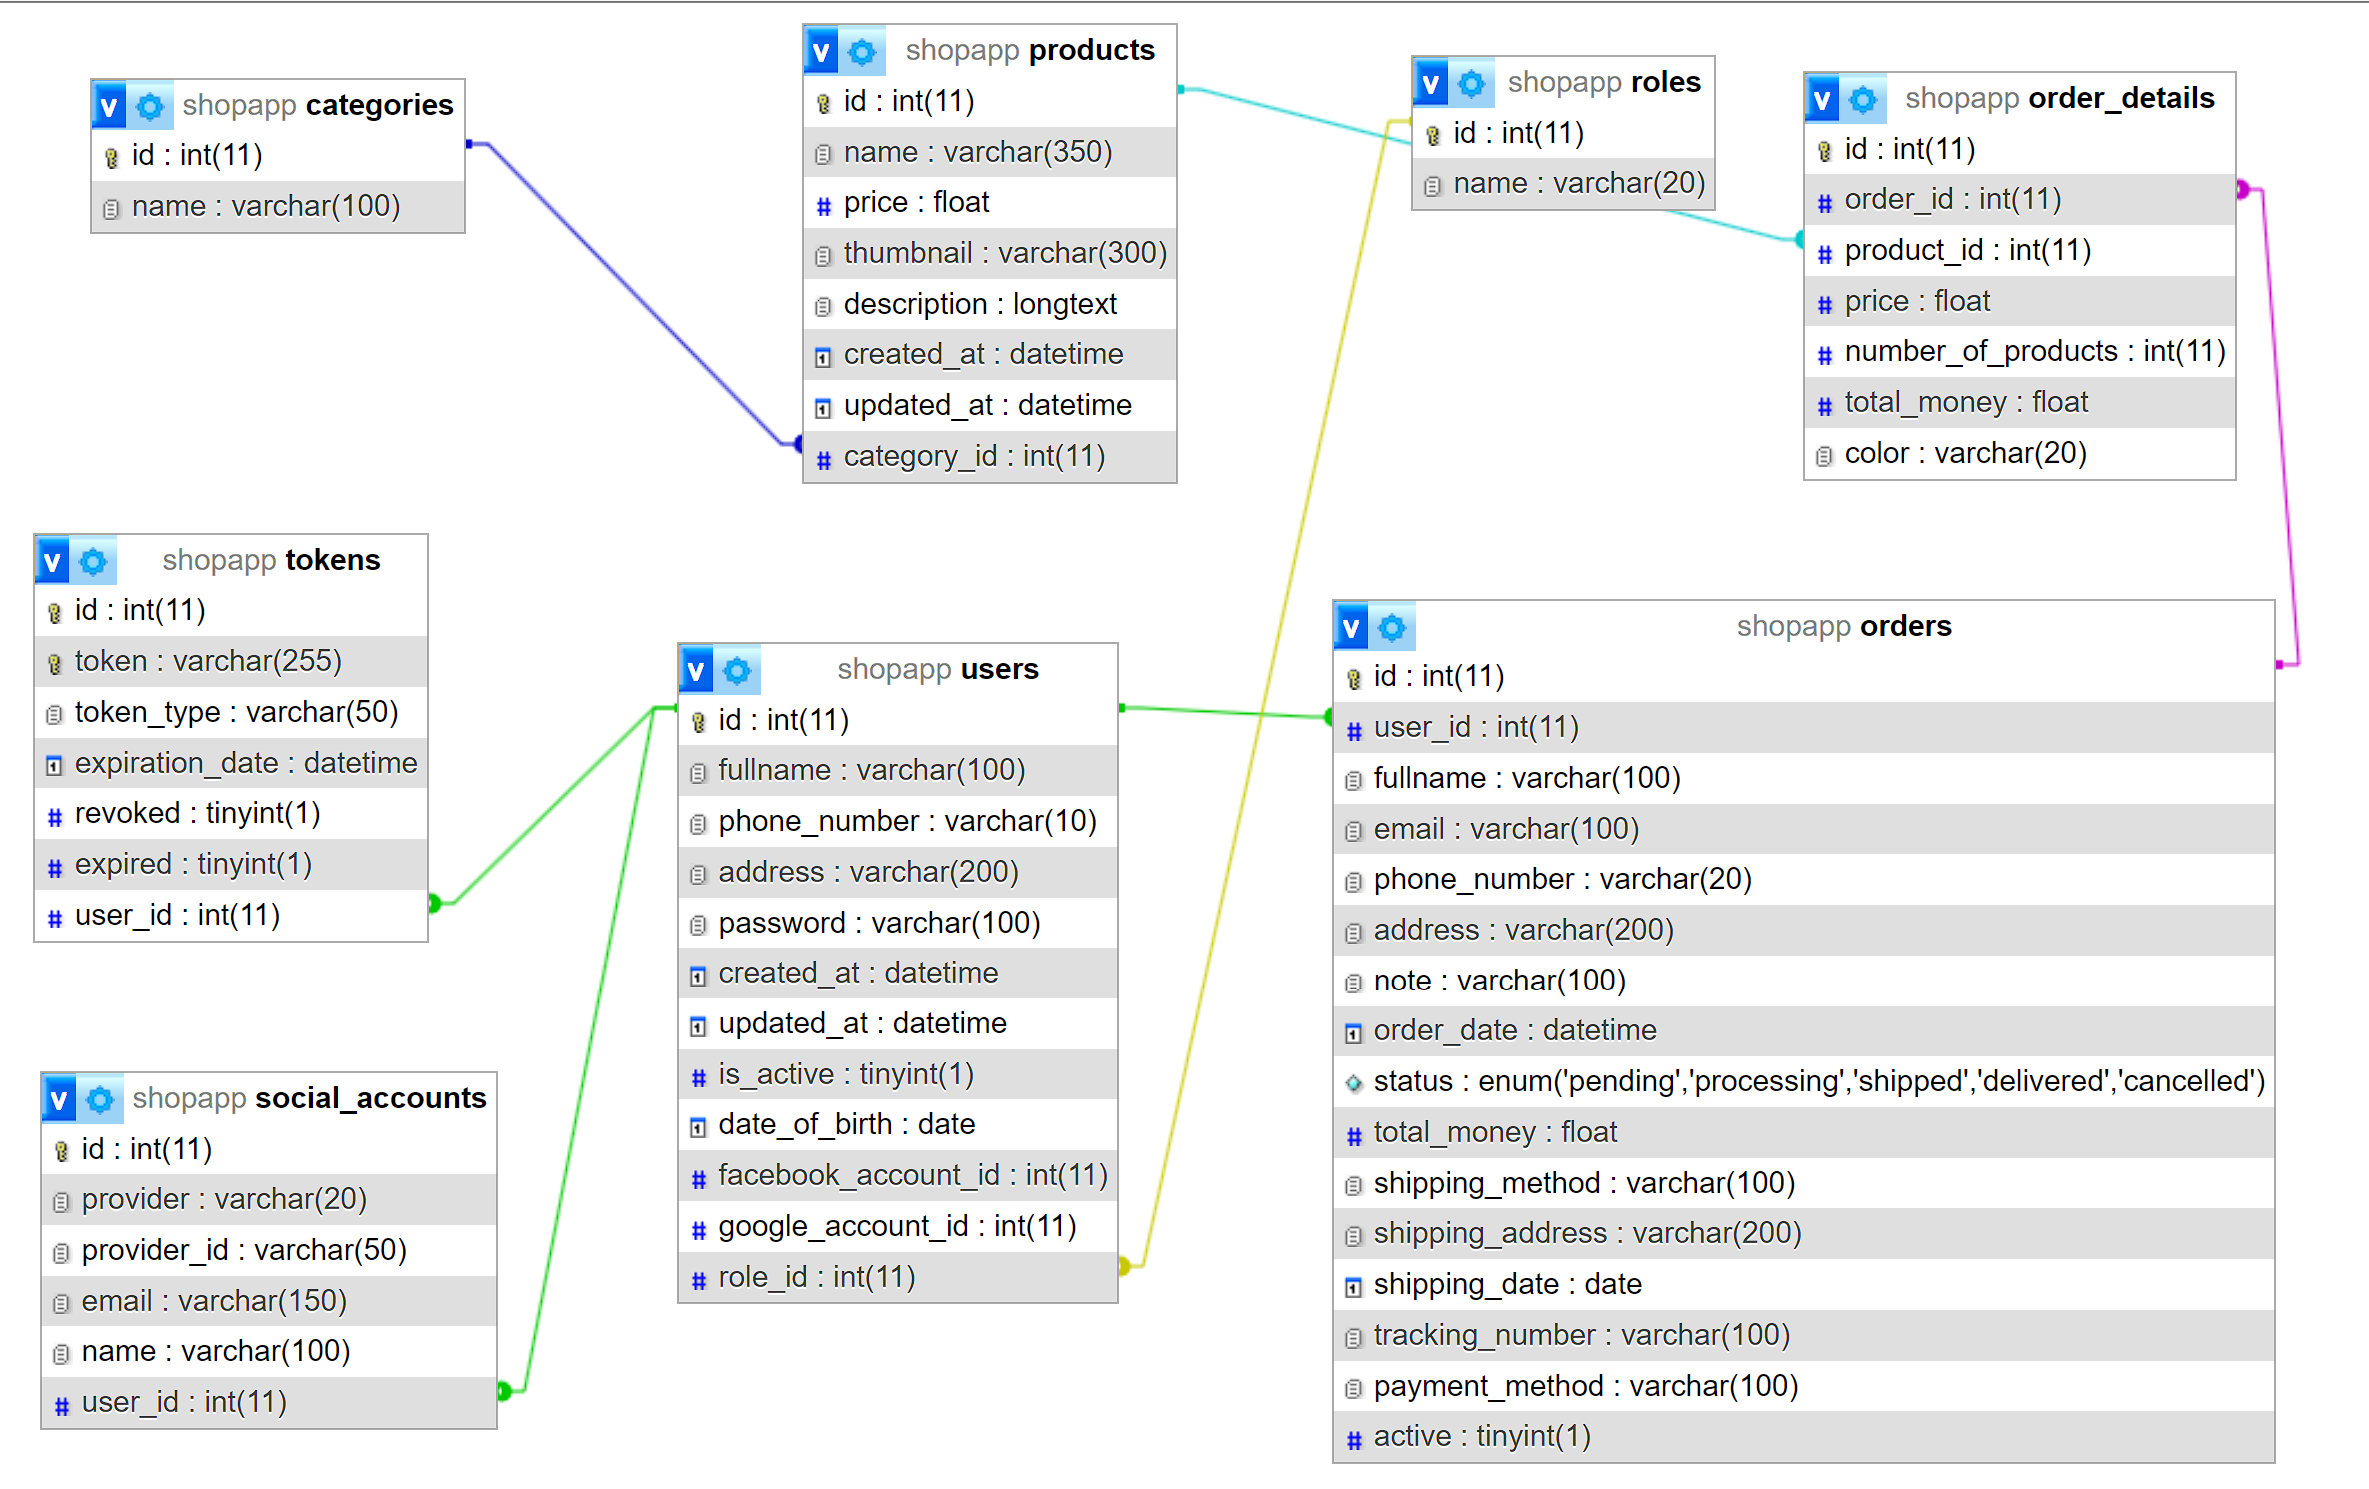 v shopapp categories
id : int(11)
name : varchar(100)
v shopapp products
id : int(11)
name : varchar(350)
price : float
thumbnail : varchar(300)
description : longtext
created_at : datetime
updated_at : datetime
category_id : int(11)
v shopapp roles
id : int(11)
name : varchar(20)
v shopapp order_details
id : int(11)
order_id : int(11)
product_id : int(11)
price : float
number_of_products : int(11)
total_money : float
color : varchar(20)
v shopapp tokens
id : int(11)
token : varchar(255)
token_type : varchar(50)
expiration_date : datetime
revoked : tinyint(1)
expired : tinyint(1)
user_id : int(11)
v shopapp users
id : int(11)
fullname : varchar(100)
phone_number : varchar(10)
address : varchar(200)
password : varchar(100)
created_at : datetime
updated_at : datetime
is_active : tinyint(1)
date_of_birth : date
facebook_account_id : int(11)
google_account_id : int(11)
role_id : int(11)
v shopapp orders
id : int(11)
user_id : int(11)
fullname : varchar(100)
email : varchar(100)
phone_number : varchar(20)
address : varchar(200)
note : varchar(100)
order_date : datetime
status : enum('pending','processing','shipped','delivered','cancelled')
total_money : float
shipping_method : varchar(100)
shipping_address : varchar(200)
shipping_date : date
tracking_number : varchar(100)
payment_method : varchar(100)
active : tinyint(1)
v shopapp social_accounts
id : int(11)
provider : varchar(20)
provider_id : varchar(50)
email : varchar(150)
name : varchar(100)
user_id : int(11)